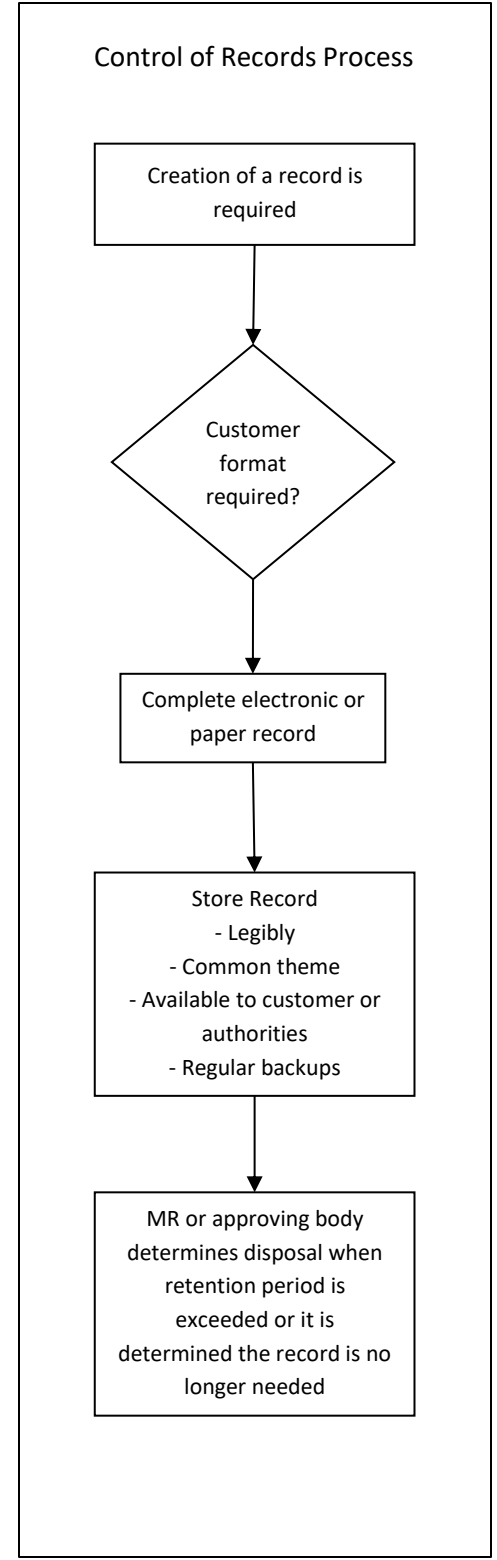 Control of Records Process
Creation of a record is
required
Customer
format
required?
Complete electronic or
paper record
Store Record
- Legibly
- Common theme
- Available to customer or
authorities
- Regular backups
MR or approving body
determines disposal when
retention period is
exceeded or it is
determined the record is no
longer needed